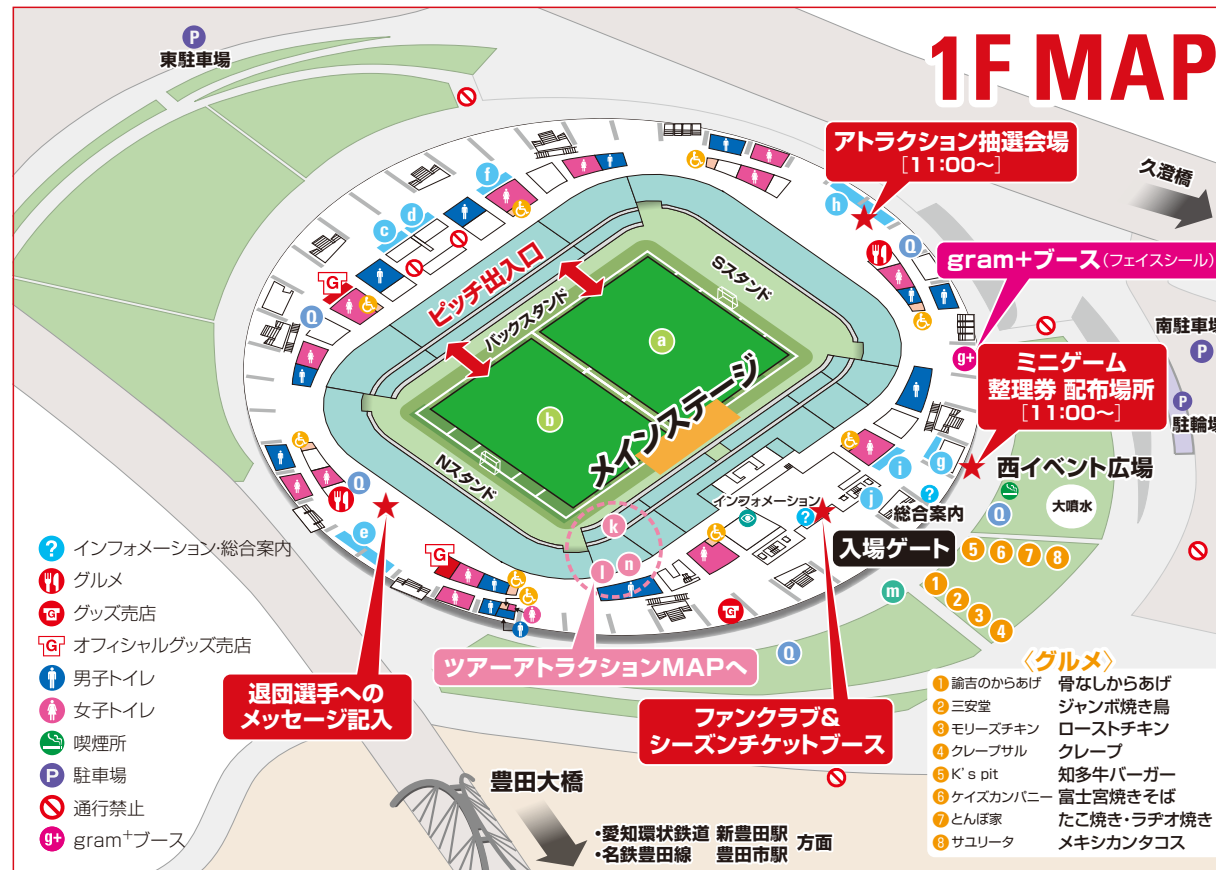 1F MAP
P
東駐車場
アトラクション抽選会場
[11:00〜]
久澄橋
gram+ブース(フェイスシール)
g+
南駐車場
P
ミニゲーム
整理券 配布場所
[11:00〜]
P
駐輪場
西イベント広場
大噴水
f
d
c
h
Q
G
Q
ピッチ出入口
バックスタンド
Sスタンド
a
b
メインステージ
Nスタンド
Q
e
G
k
l
n
インフォメーション
?
i
g
j
?
総合案内
Q
入場ゲート
5
6
7
8
m
1
2
3
4
G
Q
ツアーアトラクションMAPへ
退団選手への
メッセージ記入
ファンクラブ&
シーズンチケットブース
? インフォメーション・総合案内
グルメ
G グッズ売店
G オフィシャルグッズ売店
男子トイレ
女子トイレ
喫煙所
P 駐車場
通行禁止
g+ gram+ブース
豊田大橋
・愛知環状鉄道 新豊田駅
・名鉄豊田線 豊田市駅
方面
〈グルメ〉
1 諭吉のからあげ 骨なしからあげ
2 三安堂 ジャンボ焼き鳥
3 モリーズチキン ローストチキン
4 クレープサル クレープ
5 K's pit 知多牛バーガー
6 ケイズカンパニー 富士宮焼きそば
7 とんぼ家 たこ焼き・ラヂオ焼き
8 サユリータ メキシカンタコス